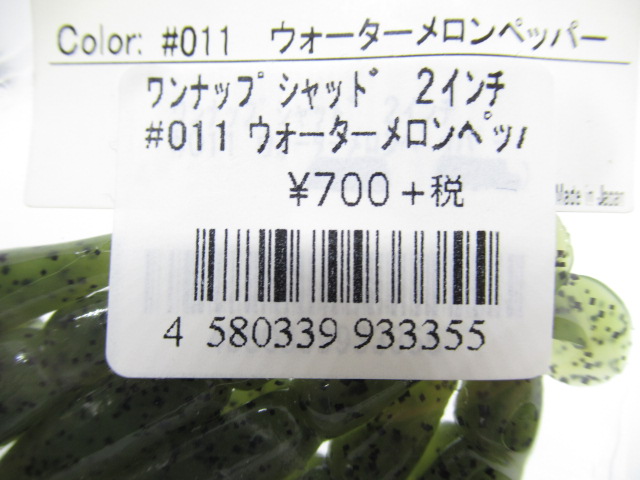 Color: #011 ウォーターメロンペッパー
ワンナップ シャッド 2インチ
#011 ウォーターメロンペッ
¥700+税
Made in Japan
4 580339 933355